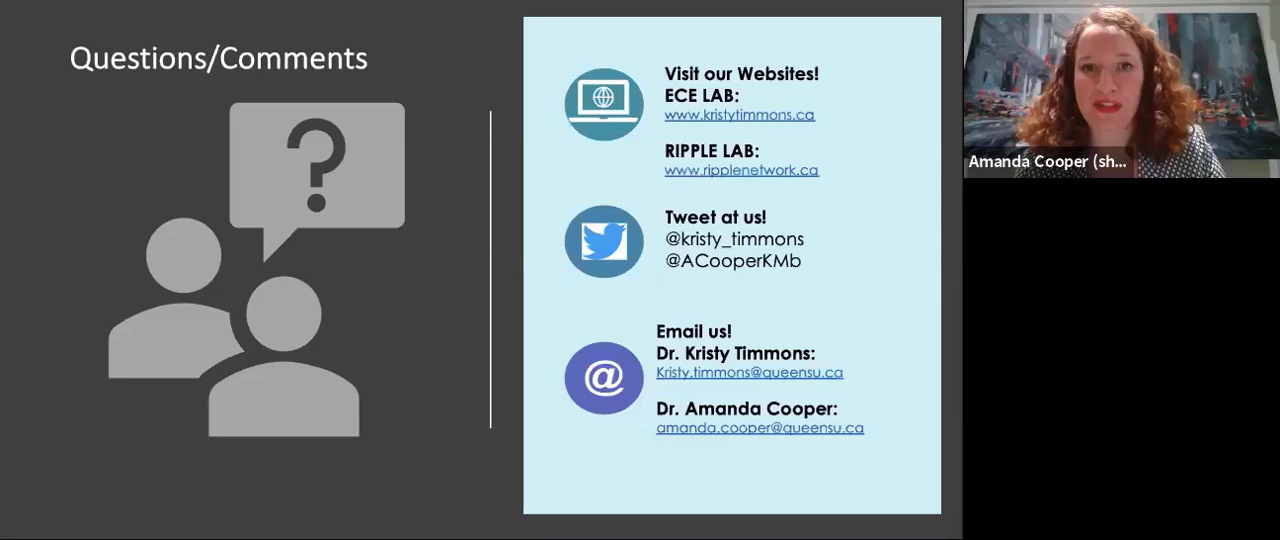 Questions/Comments
?
Visit our Websites!
ECE LAB:
www.kristytimmons.ca
RIPPLE LAB:
www.ripplenetwork.ca
Tweet at us!
@kristy_timmons
@ACooperKMb
Email us!
Dr. Kristy Timmons:
Kristy.timmons@queensu.ca
@
Dr. Amanda Cooper:
amanda.cooper@queensu.ca
Amanda Cooper (sh...